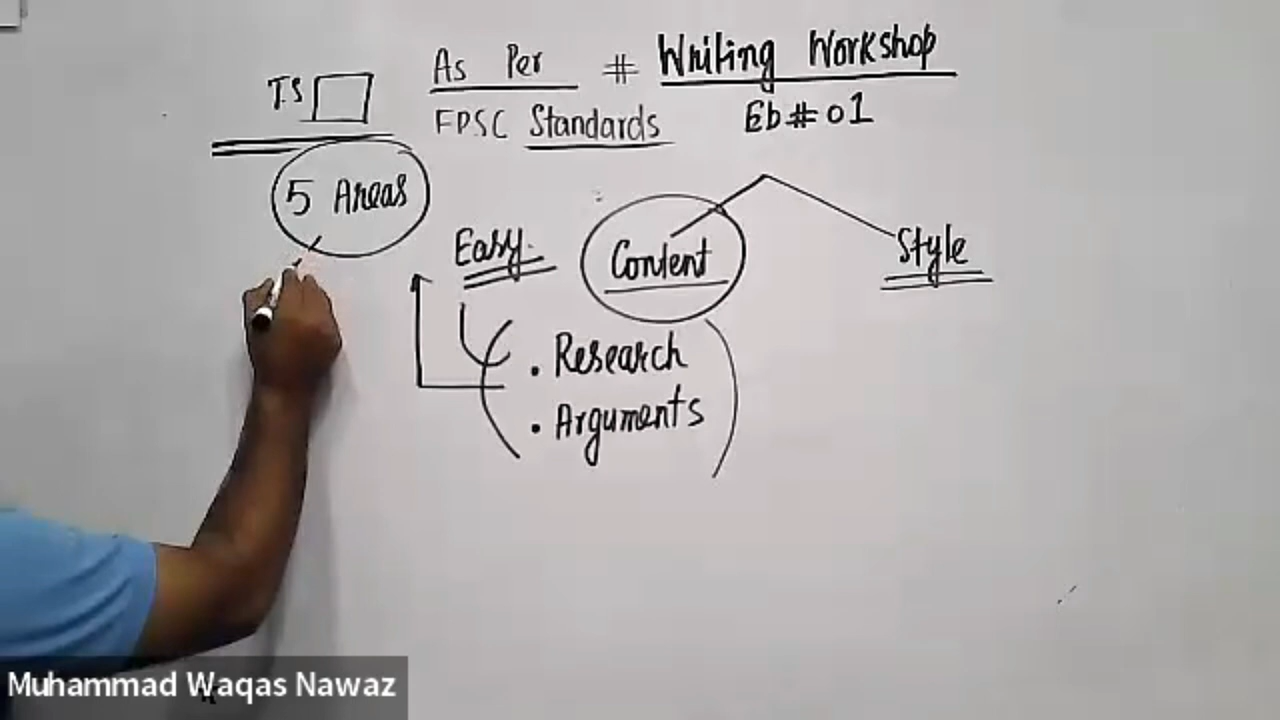 As Per # Writing Workshop
T.S
FPSC Standards
Eb # 01
5 Areas
Easy.
Content
Style
. Research
. Arguments
Muhammad Waqas Nawaz